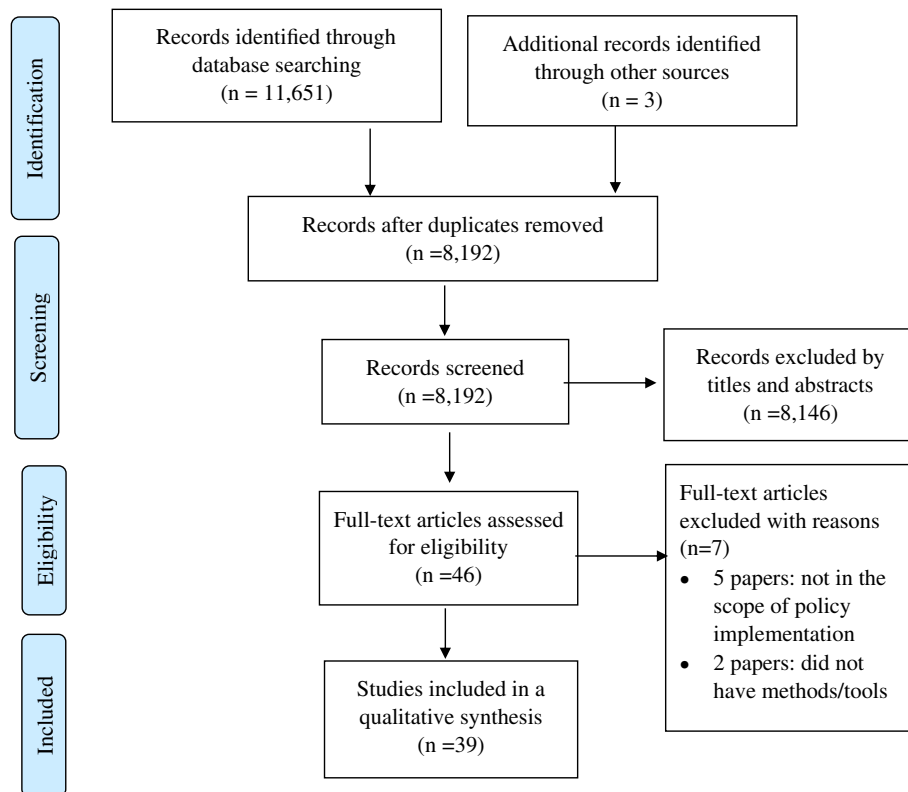 Identification
Records identified through
database searching
(n = 11,651)
Additional records identified
through other sources
(n = 3)
Records after duplicates removed
(n =8,192)
Screening
Records screened
(n =8,192)
Records excluded by
titles and abstracts
(n =8,146)
Eligibility
Full-text articles assessed
for eligibility
(n =46)
Full-text articles
excluded with reasons
(n=7)
• 5 papers: not in the
scope of policy
implementation
• 2 papers: did not
have methods/tools
Included
Studies included in a
qualitative synthesis
(n =39)